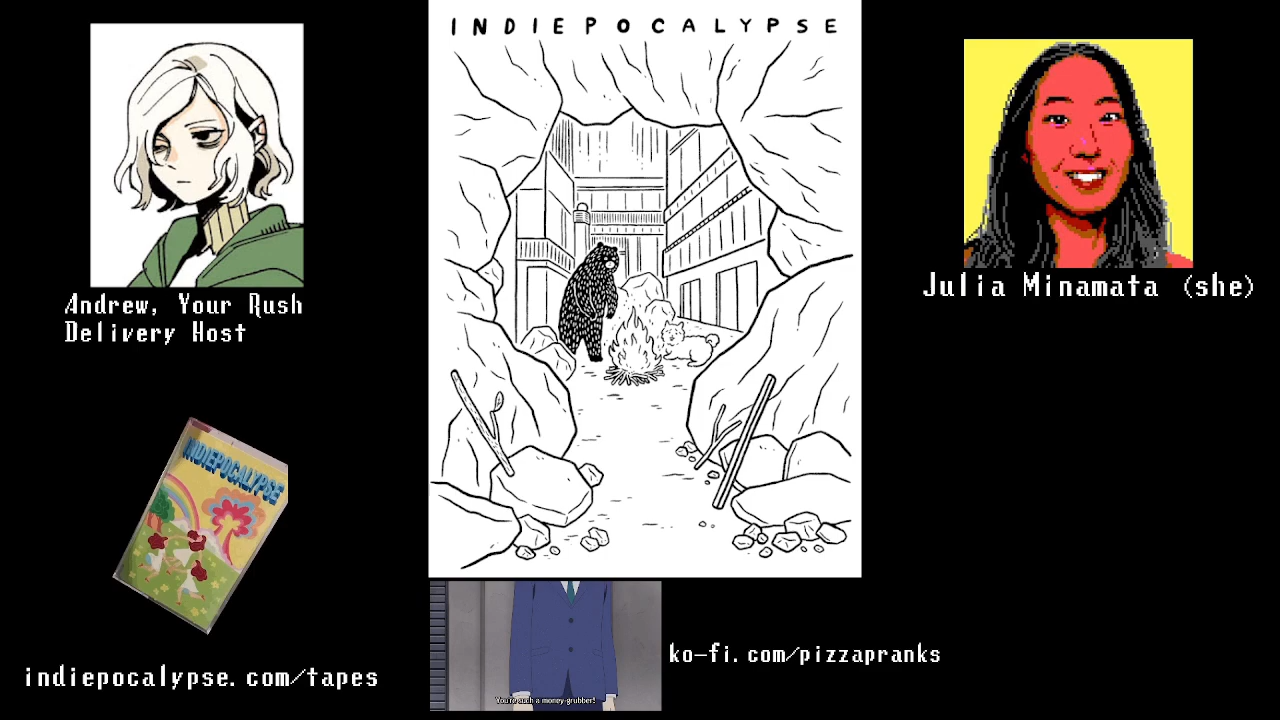 INDIEPOCALYPSE
Andrew, Your Rush
Delivery Host
Julia Minamata (she)
INDIEPOCALYPSE
indiepocalypse.com/tapes
You're such a money-grubber!
ko-fi.com/pizzapranks